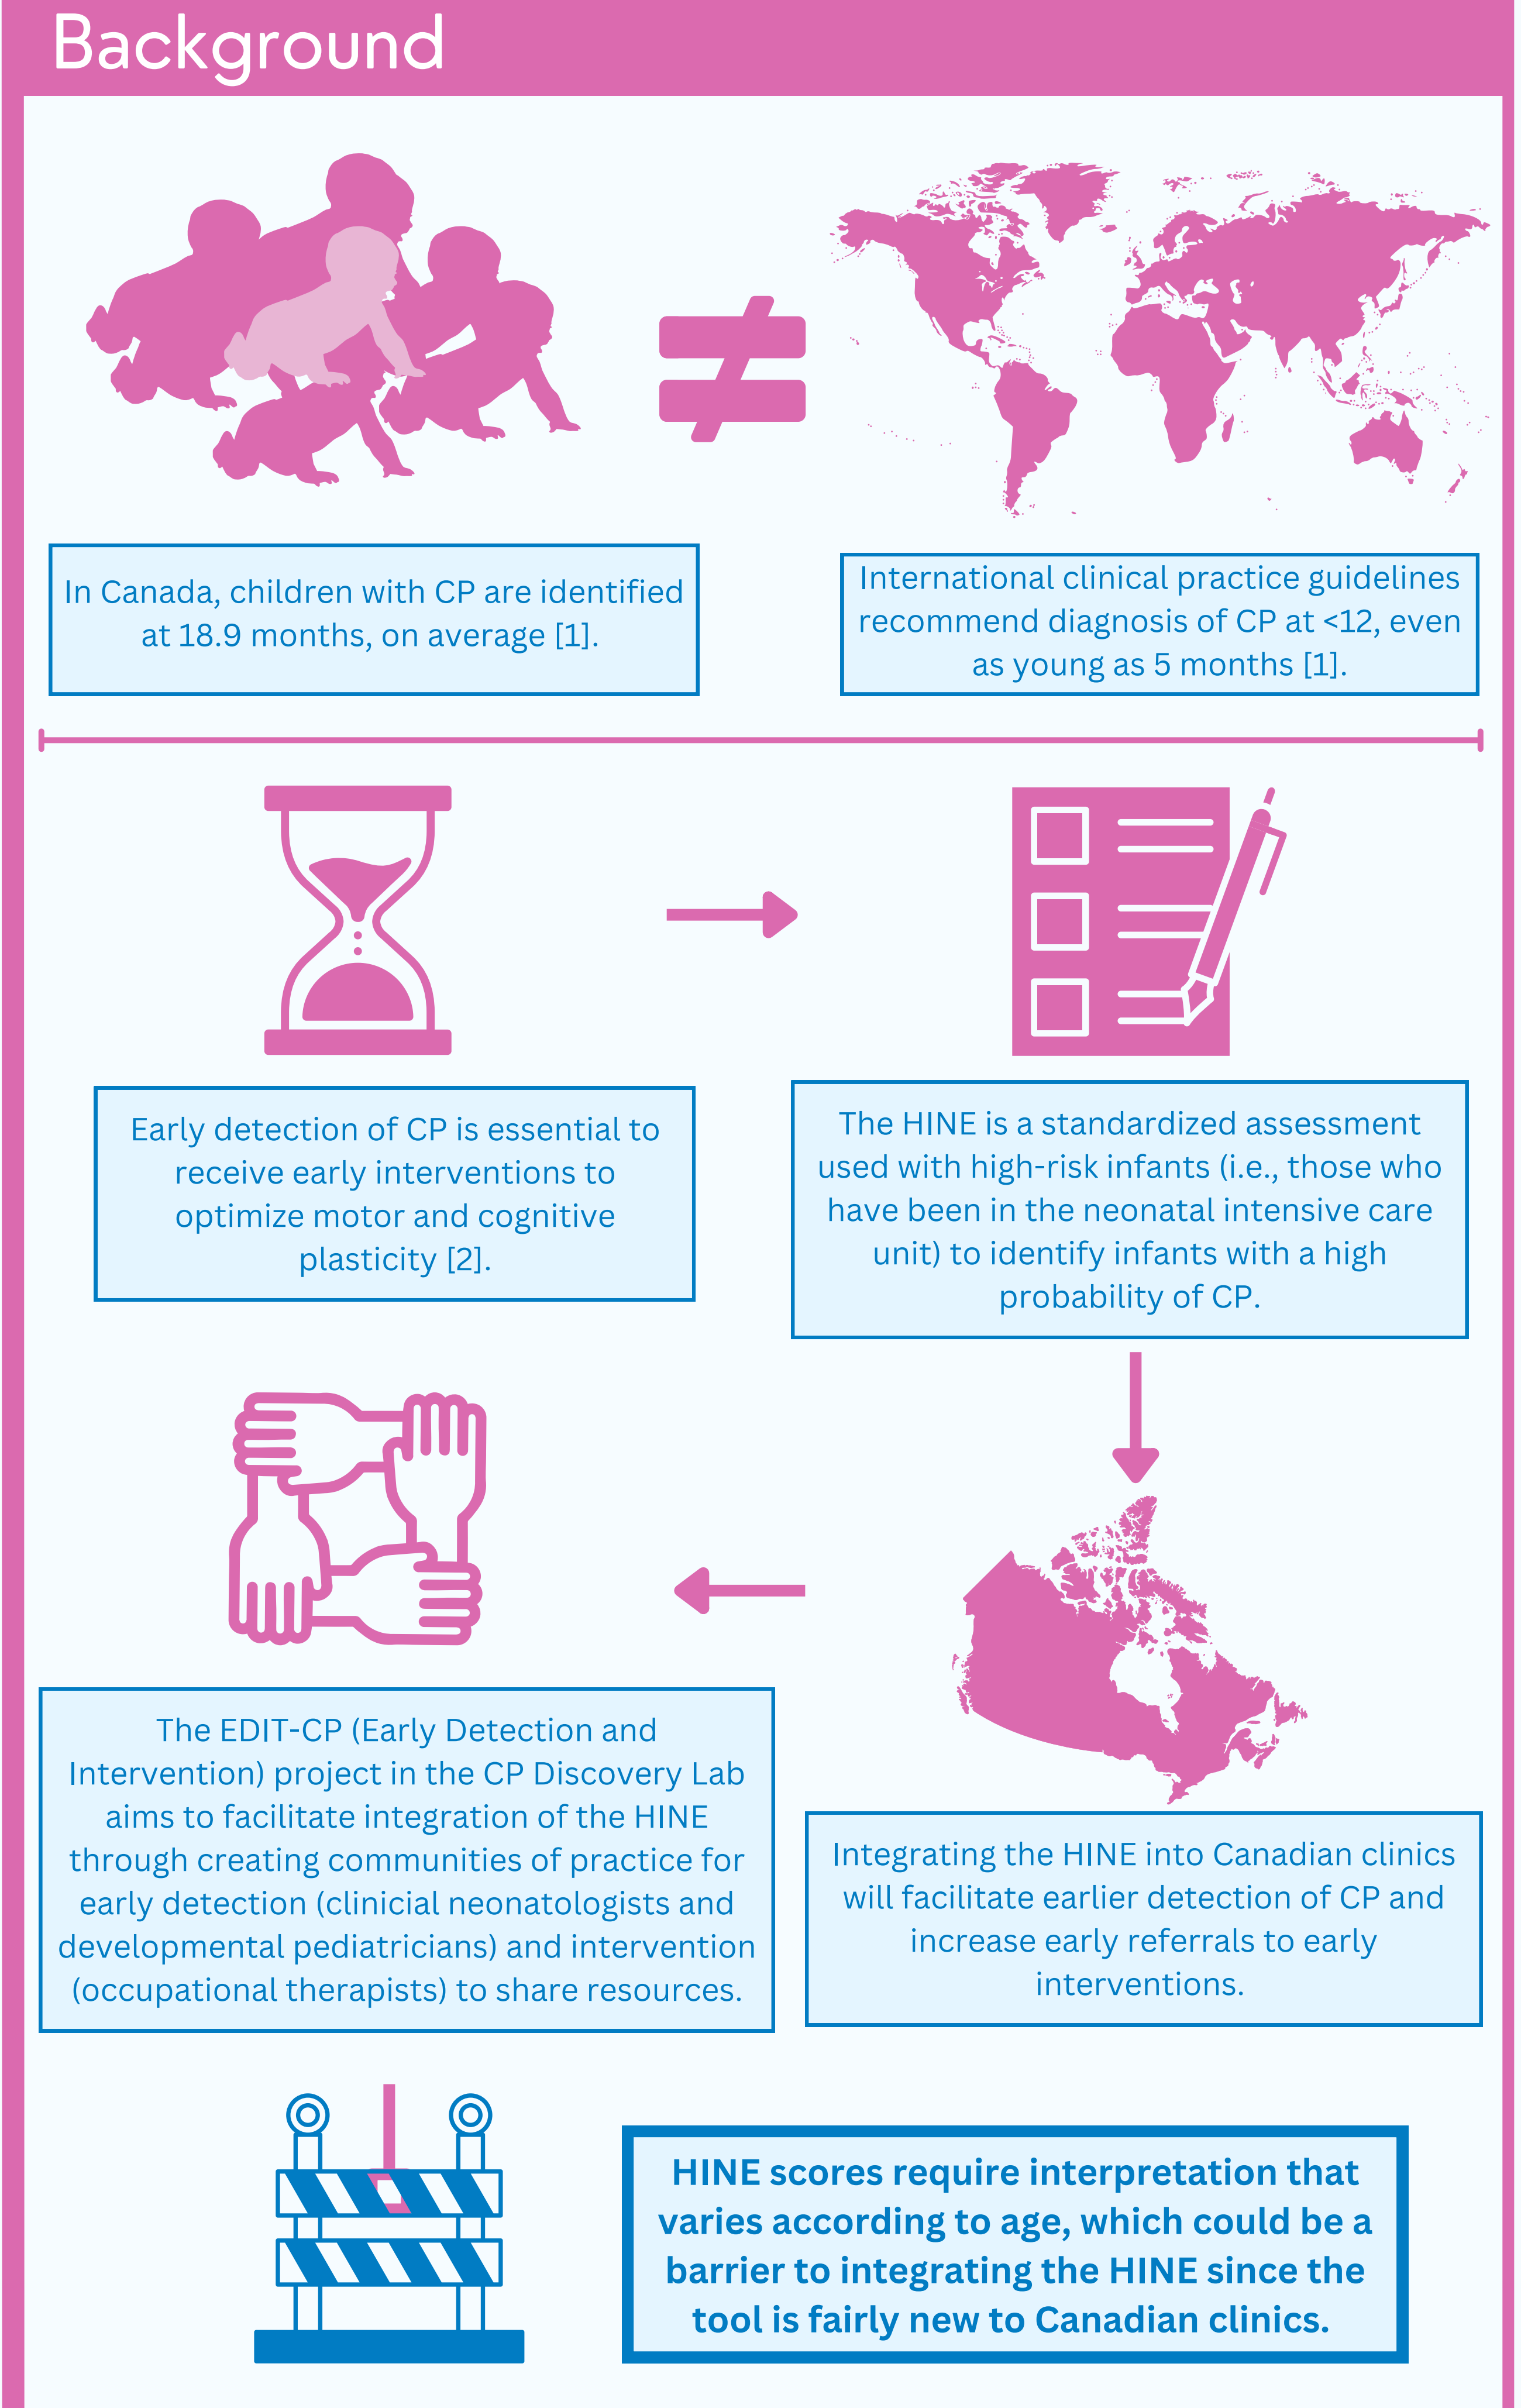 Background
In Canada, children with CP are identified
at 18.9 months, on average [1].
International clinical practice guidelines
recommend diagnosis of CP at <12, even
as young as 5 months [1].
Early detection of CP is essential to
receive early interventions to
optimize motor and cognitive
plasticity [2].
The HINE is a standardized assessment
used with high-risk infants (i.e., those who
have been in the neonatal intensive care
unit) to identify infants with a high
probability of CP.
Integrating the HINE into Canadian clinics
will facilitate earlier detection of CP and
increase early referrals to early
interventions.
The EDIT-CP (Early Detection and
Intervention) project in the CP Discovery Lab
aims to facilitate integration of the HINE
through creating communities of practice for
early detection (clinicial neonatologists and
developmental pediatricians) and intervention
(occupational therapists) to share resources.
HINE scores require interpretation that
varies according to age, which could be a
barrier to integrating the HINE since the
tool is fairly new to Canadian clinics.